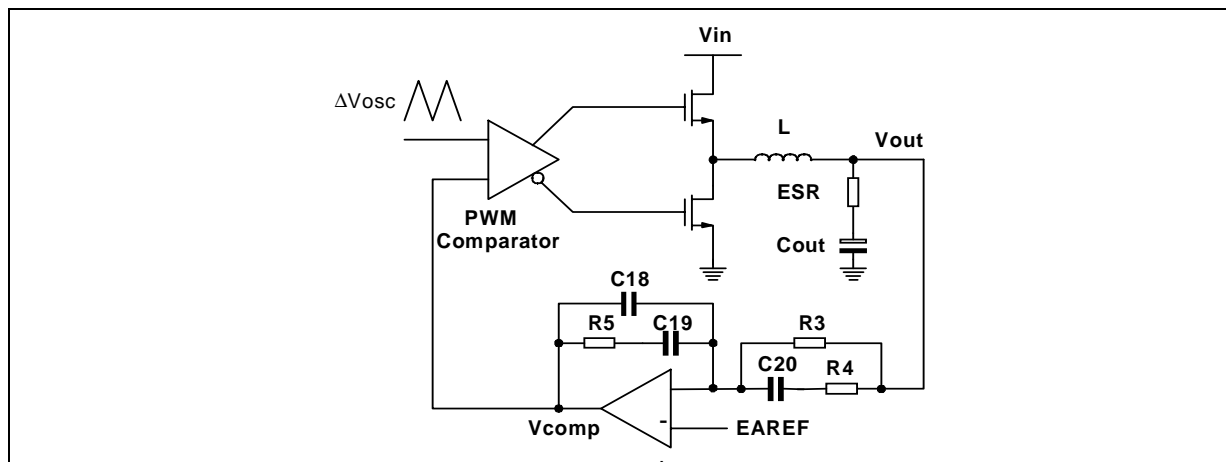 Vin
ΔVosc
L
Vout
ESR
PWM
Comparator
Cout
C18
R5
C19
R3
C20
R4
Vcomp
-
EAREF